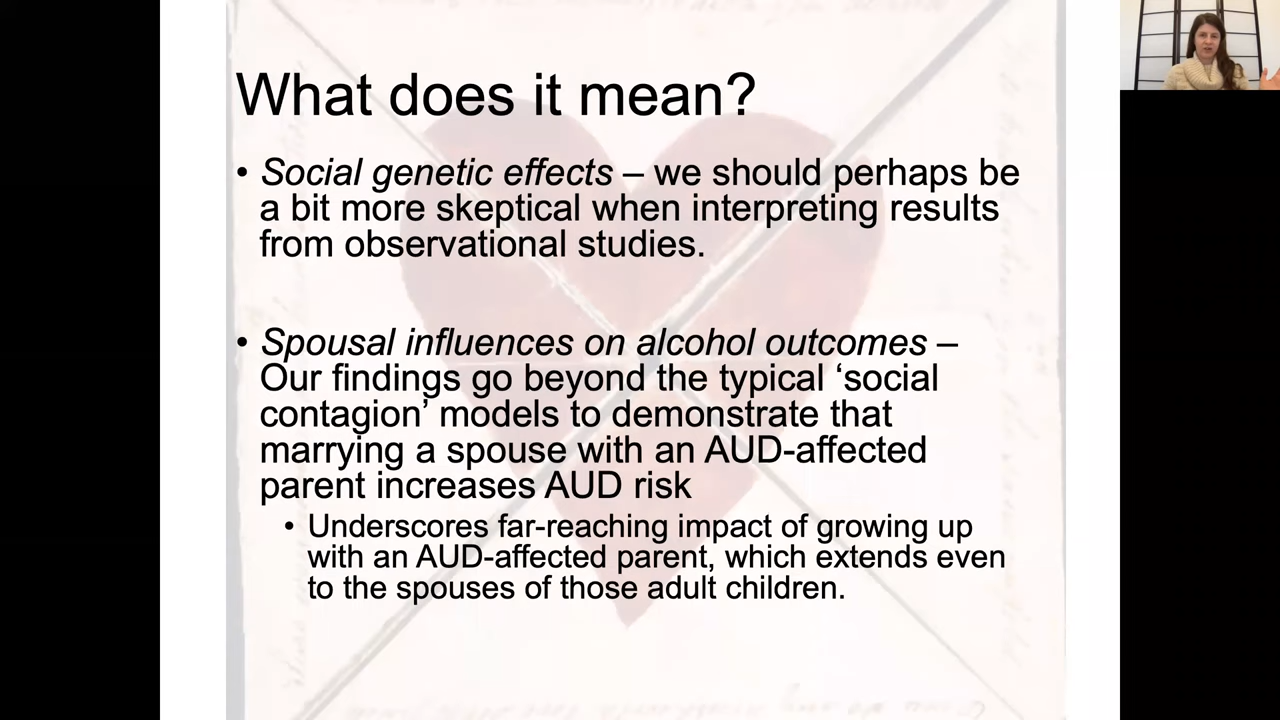 What does it mean?
• Social genetic effects – we should perhaps be
a bit more skeptical when interpreting results
from observational studies.
• Spousal influences on alcohol outcomes –
Our findings go beyond the typical ‘social
contagion’ models to demonstrate that
marrying a spouse with an AUD-affected
parent increases AUD risk
• Underscores far-reaching impact of growing up
with an AUD-affected parent, which extends even
to the spouses of those adult children.